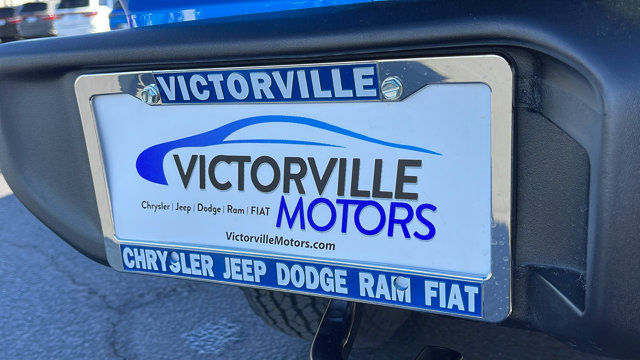 VICTORVILLE
VICTORVILLE
Chrysler | Jeep | Dodge | Ram | FIAT MOTORS
VictorvilleMotors.com
CHRYSLER JEEP DODGE RAM FIAT